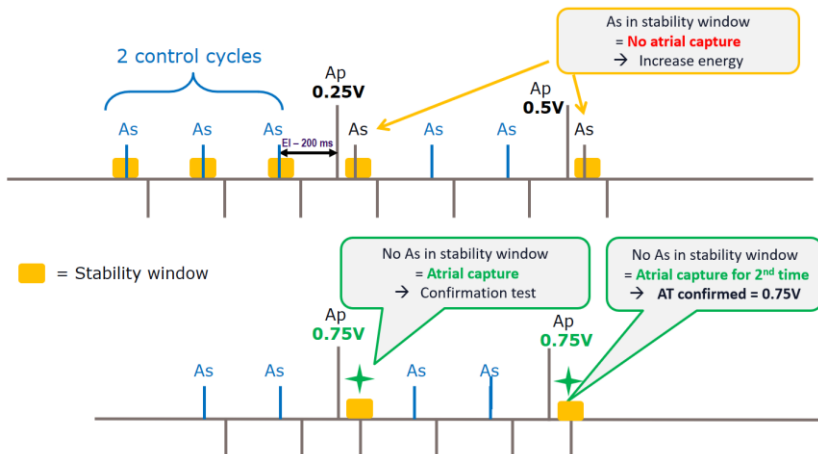 As in stability window
= No atrial capture
→ Increase energy
2 control cycles
Ap
0.25V
0.5V
Ap
As
As
As
EI – 200 ms
As
As
As
As
= Stability window
No As in stability window
= Atrial capture
→ Confirmation test
No As in stability window
= Atrial capture for 2nd time
→ AT confirmed = 0.75V
Ap
0.75V
Ap
0.75V
As
As
As
As